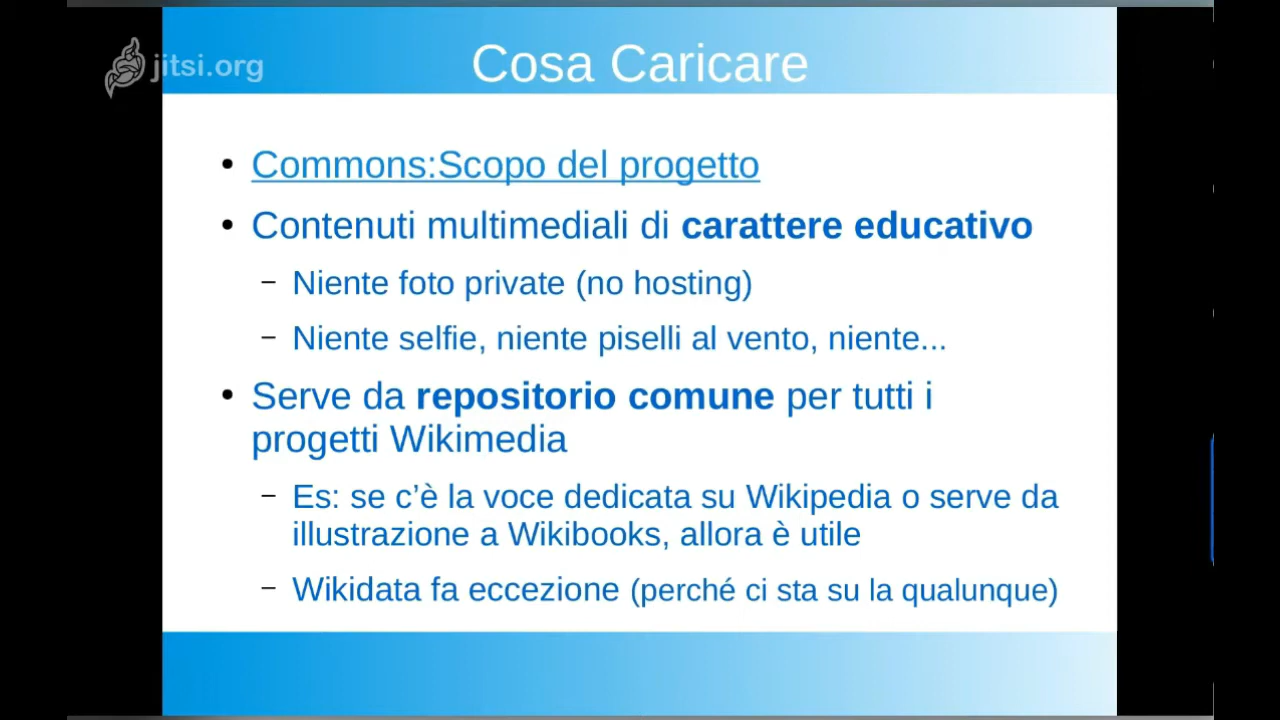 jitsi.org
Cosa Caricare
• Commons:Scopo del progetto
• Contenuti multimediali di carattere educativo
– Niente foto private (no hosting)
– Niente selfie, niente piselli al vento, niente...
• Serve da repositorio comune per tutti i
progetti Wikimedia
– Es: se c’è la voce dedicata su Wikipedia o serve da
illustrazione a Wikibooks, allora è utile
– Wikidata fa eccezione (perché ci sta su la qualunque)